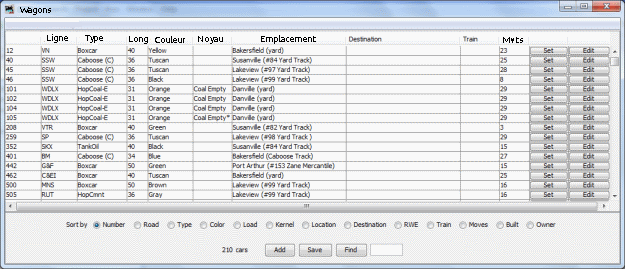 Wagons
Ligne Type Long Couleur Noyau Emplacement Destination Train Mvts
12 VN Boxcar 40 Yellow Bakersfield (yard) 23 Set Edit
40 SSW Caboose (C) 36 Tuscan Susanville (#84 Yard Track) 25 Set Edit
45 SSW Caboose (C) 36 Tuscan Lakeview (#97 Yard Track) 28 Set Edit
46 SSW Caboose (C) 36 Black Lakeview (#99 Yard Track) 8 Set Edit
101 WDLX HopCoal-E 31 Orange Coal Empty Danville (yard) 29 Set Edit
102 WDLX HopCoal-E 31 Orange Coal Empty Danville (yard) 29 Set Edit
104 WDLX HopCoal-E 31 Orange Coal Empty Danville (yard) 29 Set Edit
105 WDLX HopCoal-E 31 Orange Coal Empty* Danville (yard) 29 Set Edit
208 VTR Boxcar 40 Green Susanville (#82 Yard Track) 3 Set Edit
259 SP Caboose (C) 36 Tuscan Lakeview (#98 Yard Track ) 29 Set Edit
352 SKX TankOil 40 Black Susanville (#84 Yard Track) 15 Set Edit
401 BM Caboose (C) 34 Blue Bakersfield (Caboose Track) 27 Set Edit
442 G&F Boxcar 50 Green Port Arthur (#153 Zane Mercantile) 15 Set Edit
462 C&EI Boxcar 40 Tuscan Susanville (#84 Yard Track) 25 Set Edit
500 MNS Boxcar 50 Brown Lakeview (#99 Yard Track) 16 Set Edit
505 RUT HopCmnt 36 Gray Lakeview (#99 Yard Track) 16 Set Edit
Sort by Number Road Type Color Load Kernel Location Destination RWE Train Moves Built Owner
210 cars Add Save Find